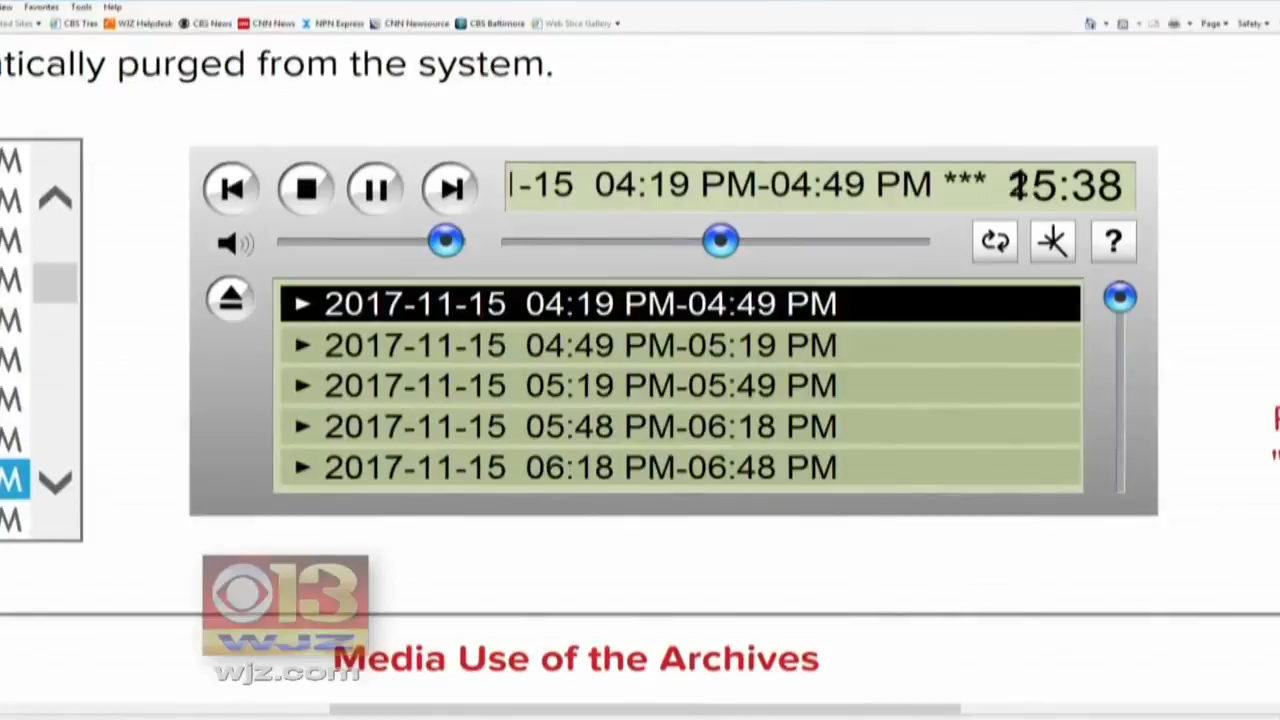 Favorites Tools Help
CBS Trax WJZ Helpdesk CBS News CNN News NPN Express CNN Newsource CBS Baltimore Web Slice Gallery
Page Safety
tically purged from the system.
-15 04:19 PM-04:49 PM *** 15:38
?
2017-11-15 04:19 PM-04:49 PM
2017-11-15 04:49 PM-05:19 PM
2017-11-15 05:19 PM-05:49 PM
2017-11-15 05:48 PM-06:18 PM
2017-11-15 06:18 PM-06:48 PM
M
M
M
M
M
M
M
M
M
M
13
WJZ
wjz.com
Media Use of the Archives